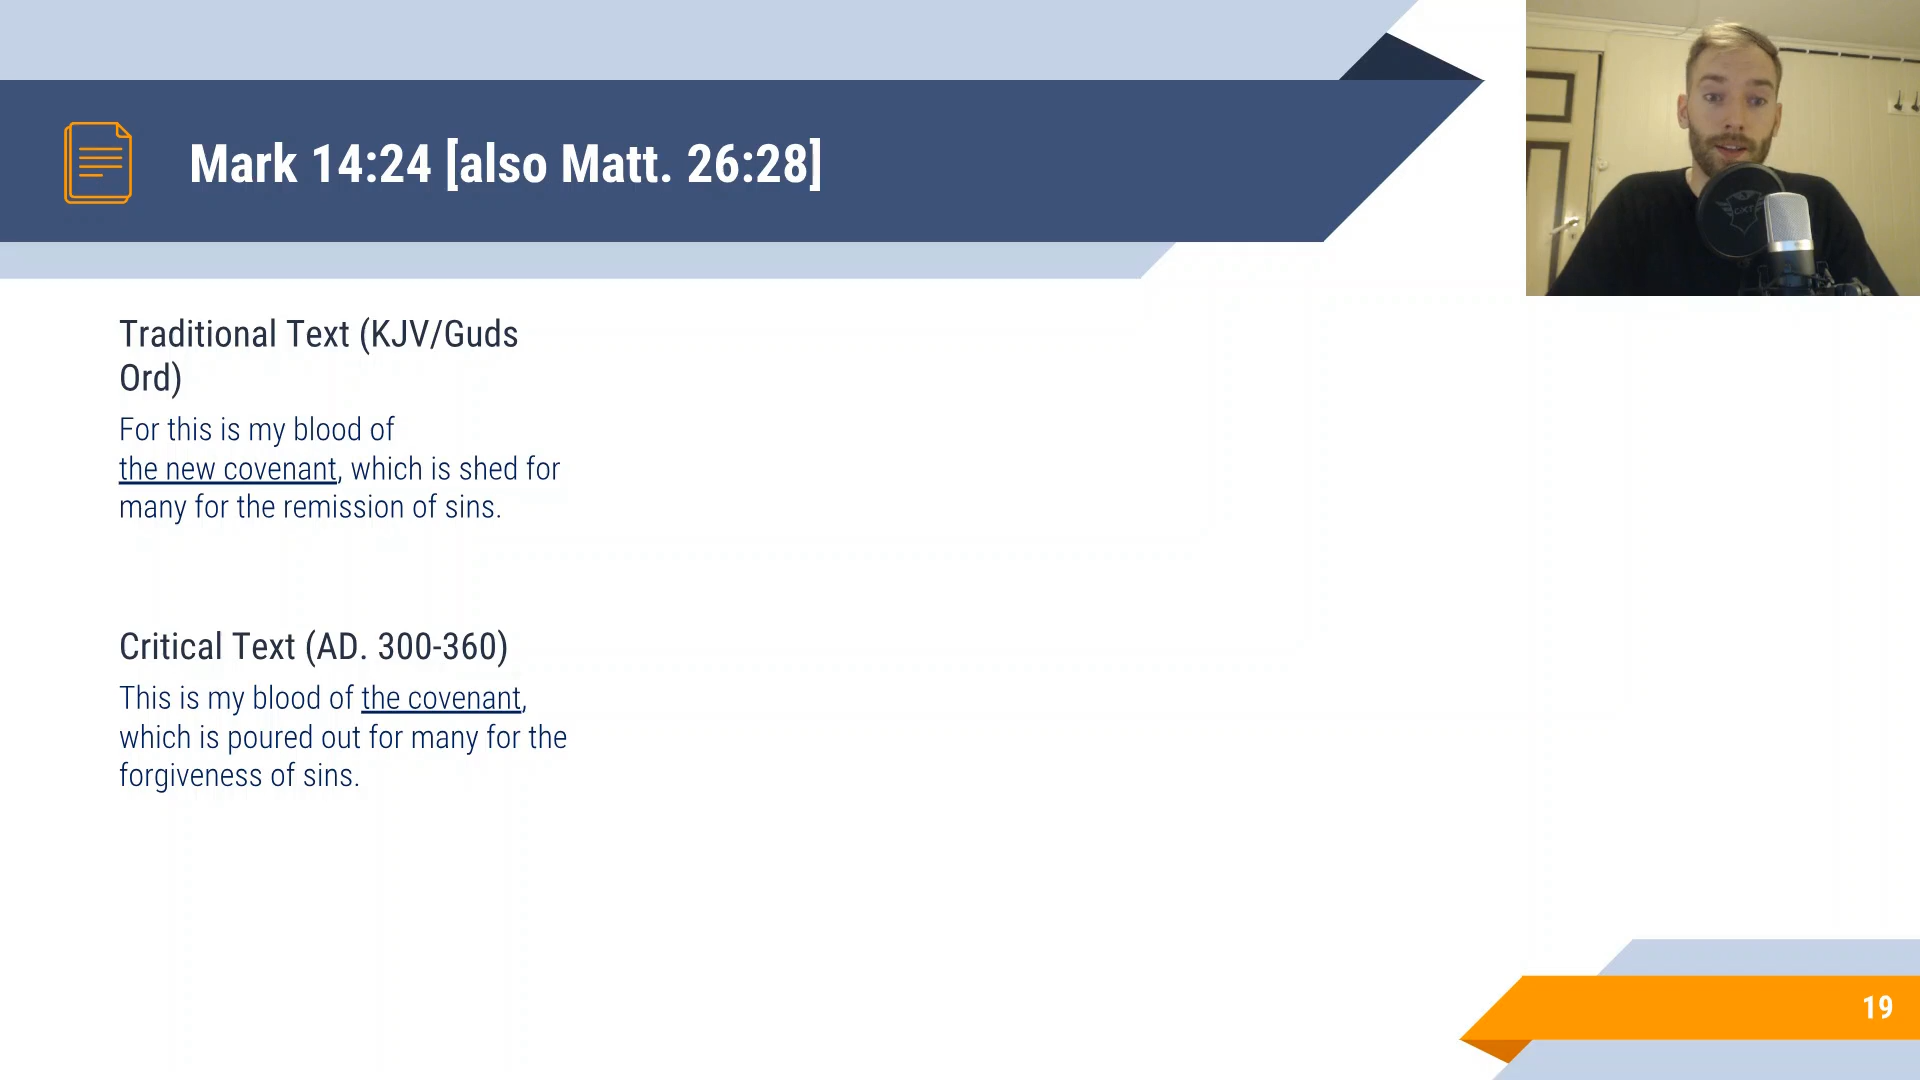 Mark 14:24 [also Matt. 26:28]
Traditional Text (KJV/Guds
Ord)
For this is my blood of
the new covenant, which is shed for
many for the remission of sins.
Critical Text (AD. 300-360)
This is my blood of the covenant,
which is poured out for many for the
forgiveness of sins.
19